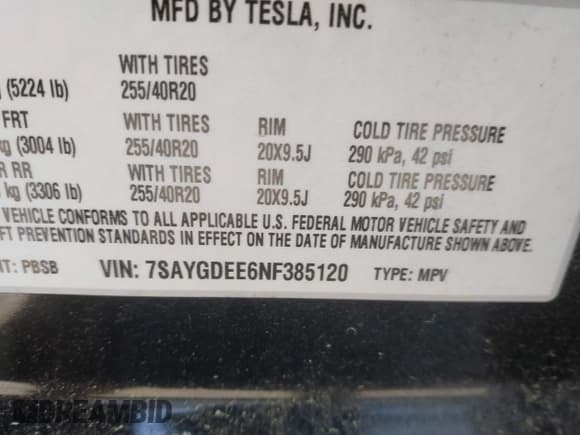 MFD BY TESLA, INC.
WITH TIRES
(5224 lb) 255/40R20
FRT WITH TIRES RIM COLD TIRE PRESSURE
kg (3004 lb) 255/40R20 20X9.5J 290 kPa, 42 psi
RR WITH TIRES RIM COLD TIRE PRESSURE
kg (3306 lb) 255/40R20 20X9.5J 290 kPa, 42 psi
VEHICLE CONFORMS TO ALL APPLICABLE U.S. FEDERAL MOTOR VEHICLE SAFETY AND
FT PREVENTION STANDARDS IN EFFECT ON THE DATE OF MANUFACTURE SHOWN ABOVE.
T: PBSB VIN: 7SAYGDEE6NF385120 TYPE: MPV
DREAMBID